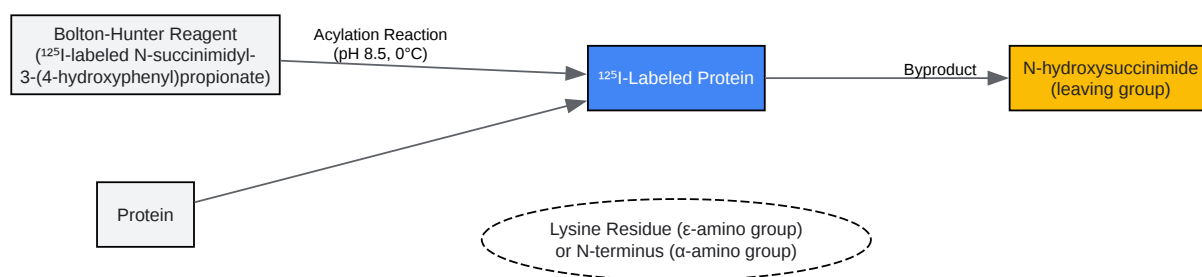 Bolton-Hunter Reagent
(¹²⁵I-labeled N-succinimidyl-
3-(4-hydroxyphenyl)propionate)
Acylation Reaction
(pH 8.5, 0°C)
¹²⁵I-Labeled Protein
Byproduct
N-hydroxysuccinimide
(leaving group)
Protein
Lysine Residue (ε-amino group)
or N-terminus (α-amino group)